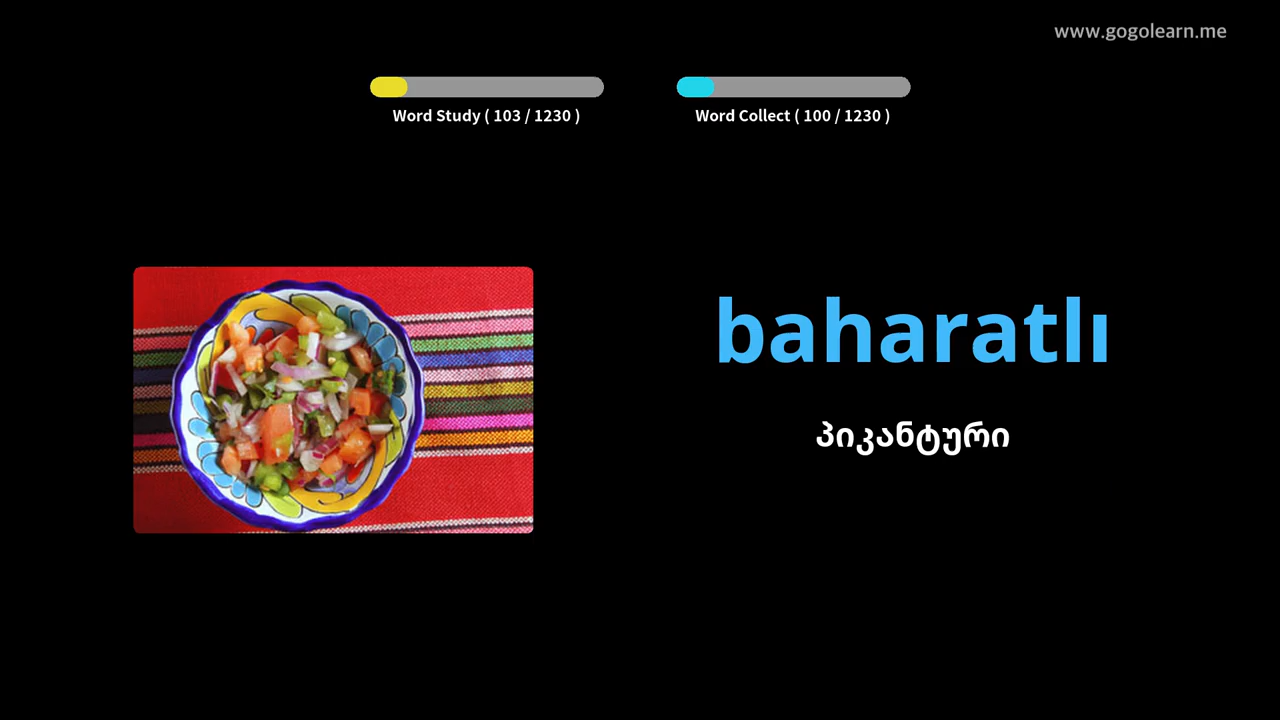 www.gogolearn.me
Word Study ( 103 / 1230 )
Word Collect ( 100 / 1230 )
baharatlı
პიკანტური